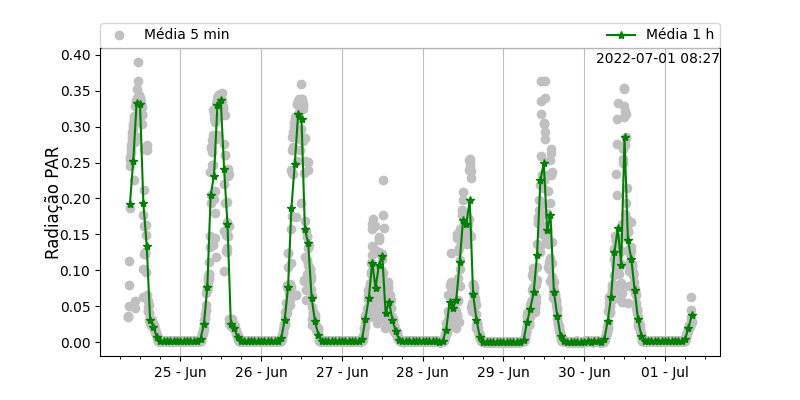 Média 5 min
Média 1 h
2022-07-01 08:27
Radiação PAR
0.40
0.35
0.30
0.25
0.20
0.15
0.10
0.05
0.00
25 - Jun
26 - Jun
27 - Jun
28 - Jun
29 - Jun
30 - Jun
01 - Jul